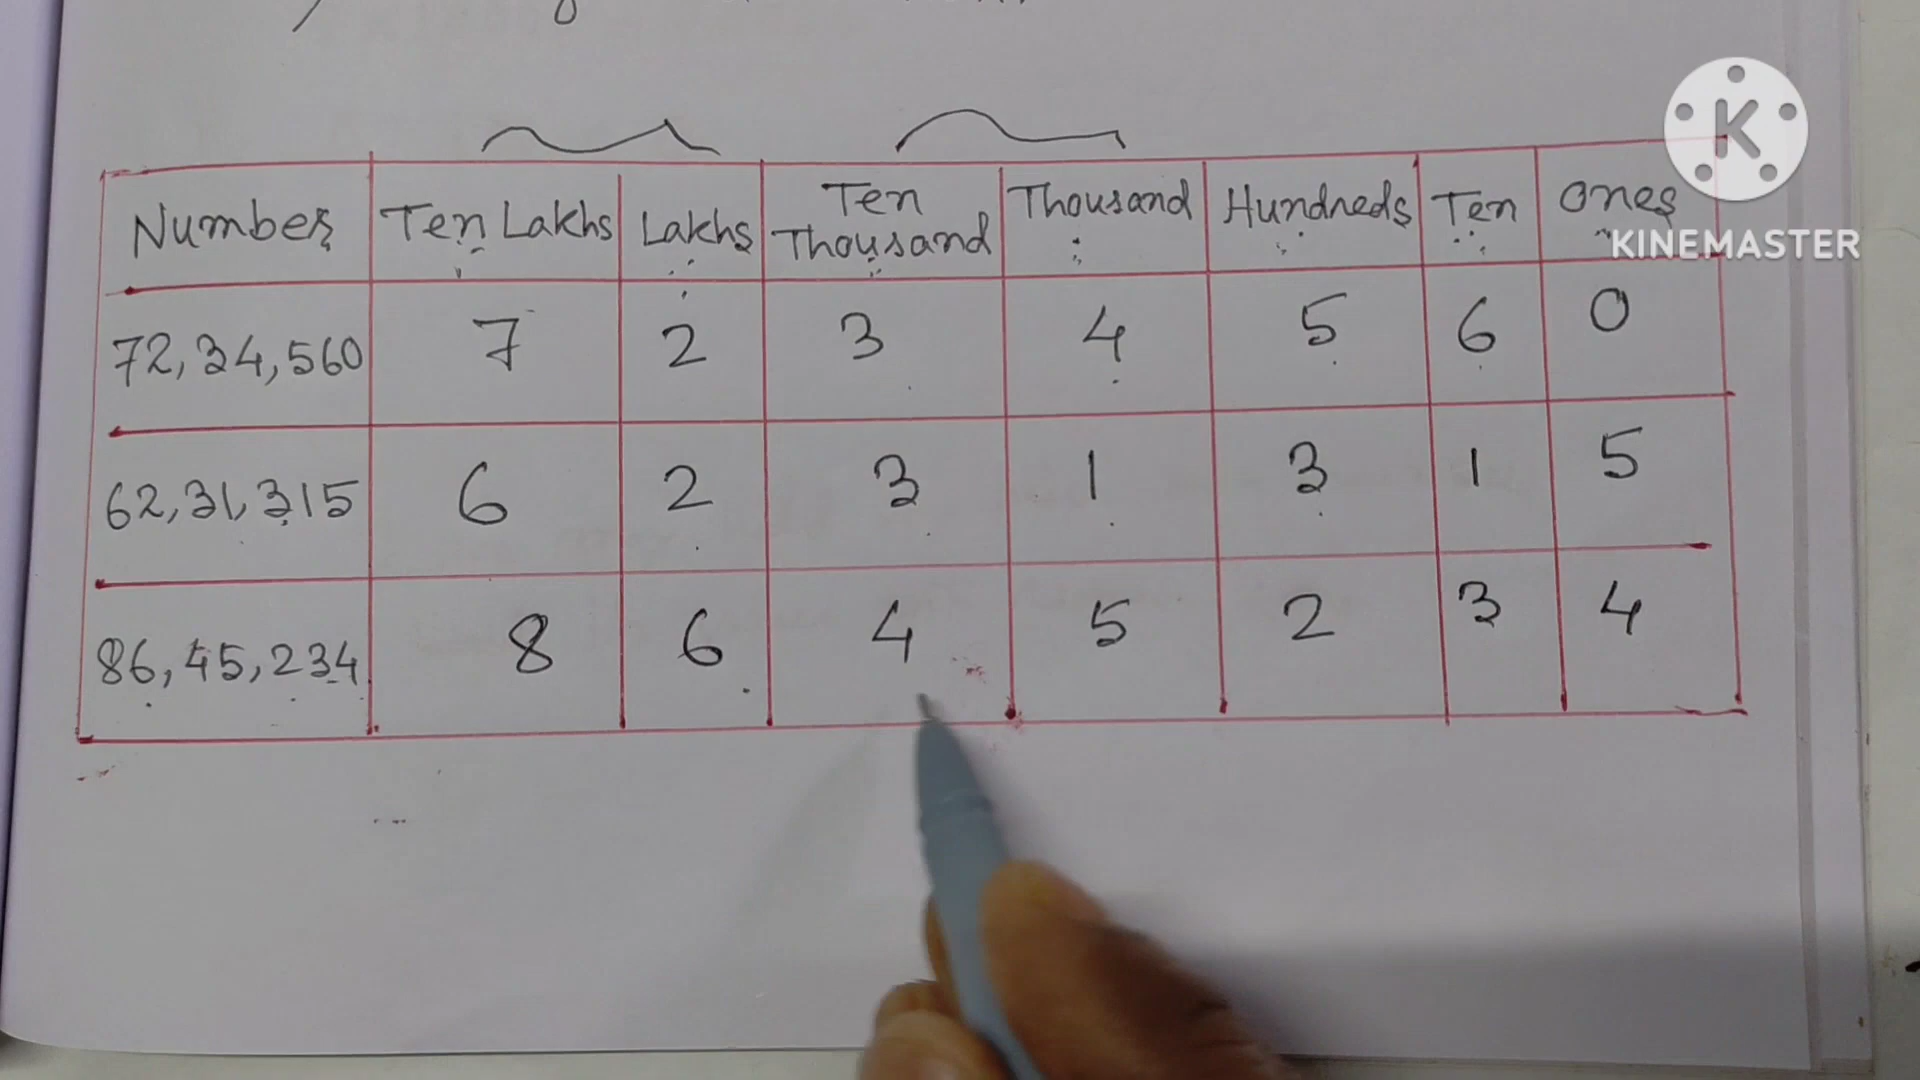 Number Ten Lakhs Lakhs Ten Thousand Thousand Hundreds Ten Ones
KINEMASTER
72,34,560 7 2 3 4 5 6 0
62,31,315 6 2 3 1 3 1 5
86,45,234 8 6 4 5 2 3 4